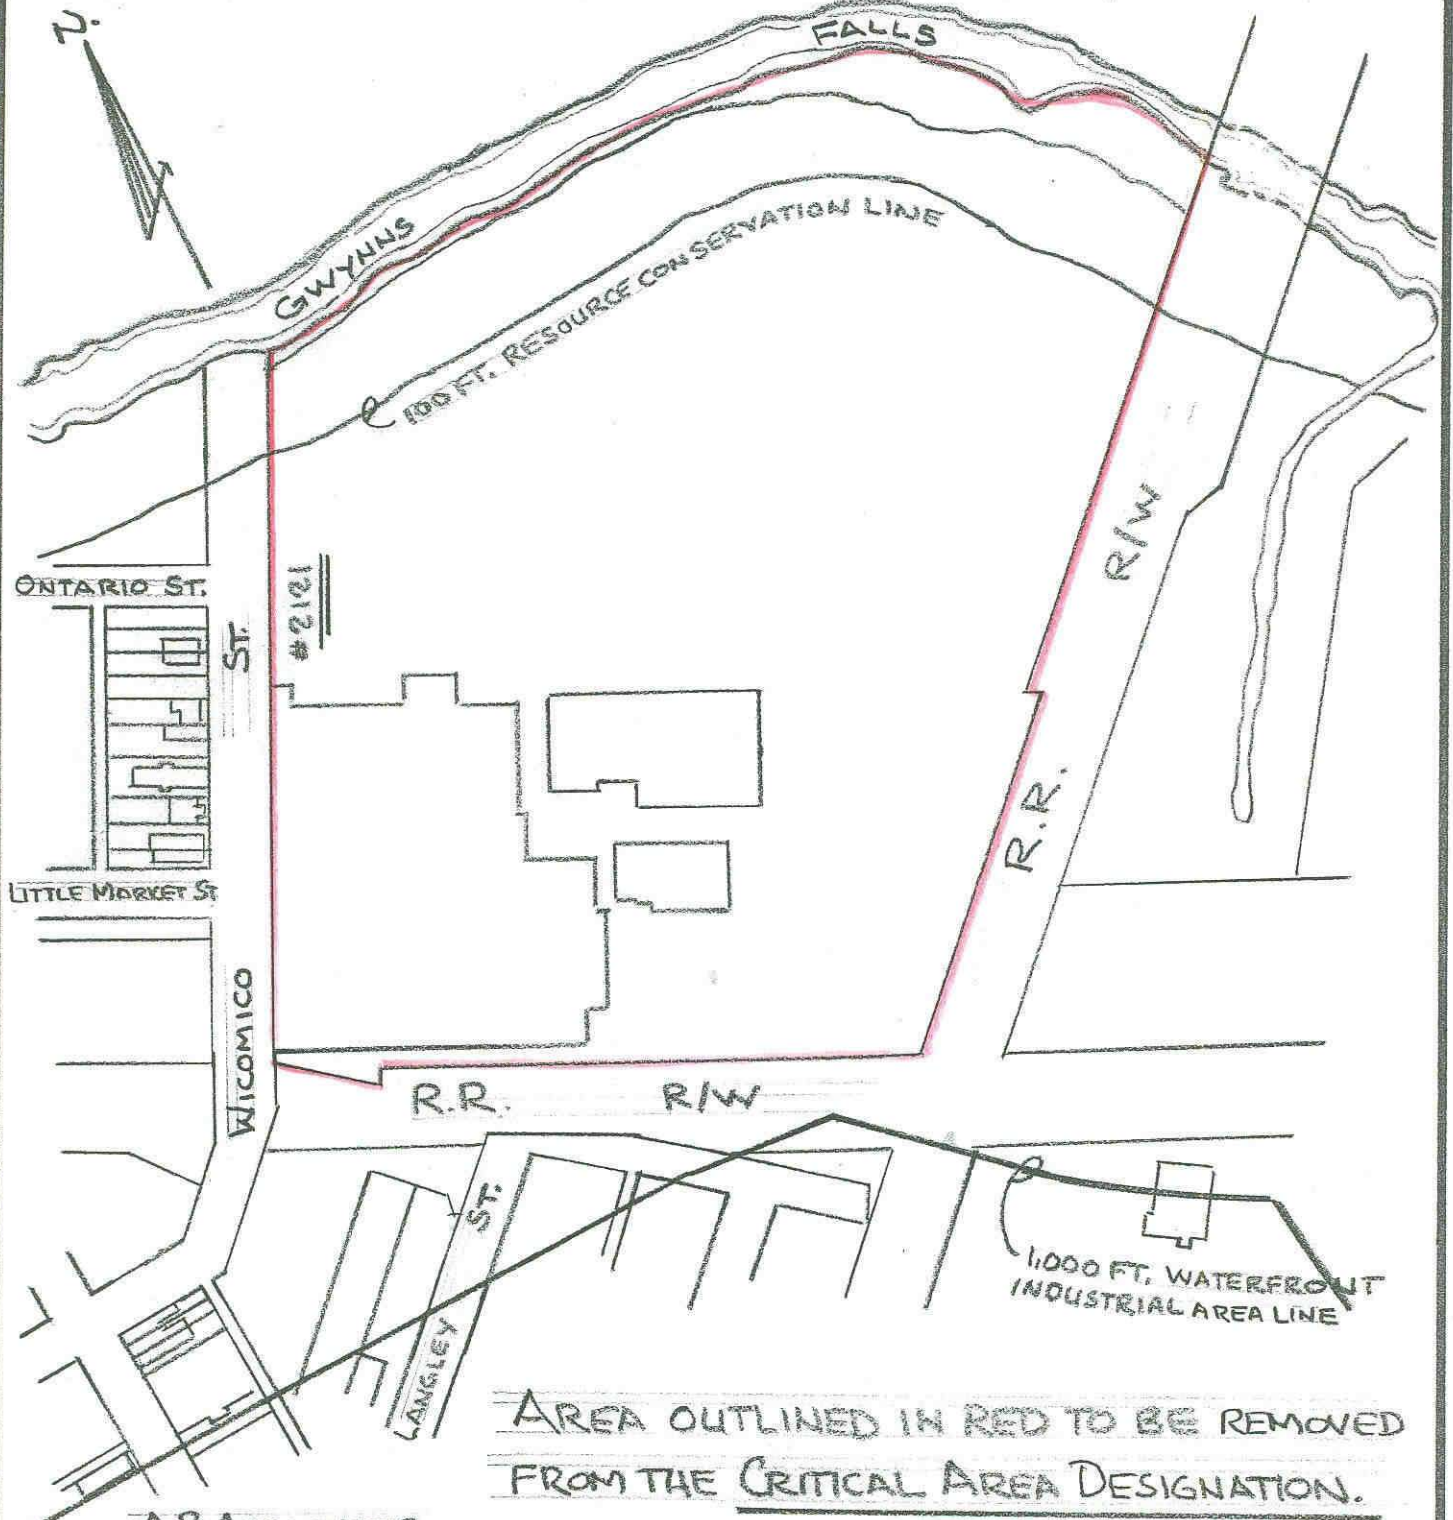 N.
FALLS
GWYNNS
100 FT. RESOURCE CONSERVATION LINE
R/W
ONTARIO ST.
#2121
ST.
R.R.
LITTLE MARKET ST
WICOMICO
R.R. R/W
ST.
LANGLEY
1,000 FT. WATERFRONT
INDUSTRIAL AREA LINE
AREA OUTLINED IN RED TO BE REMOVED
FROM THE CRITICAL AREA DESIGNATION.